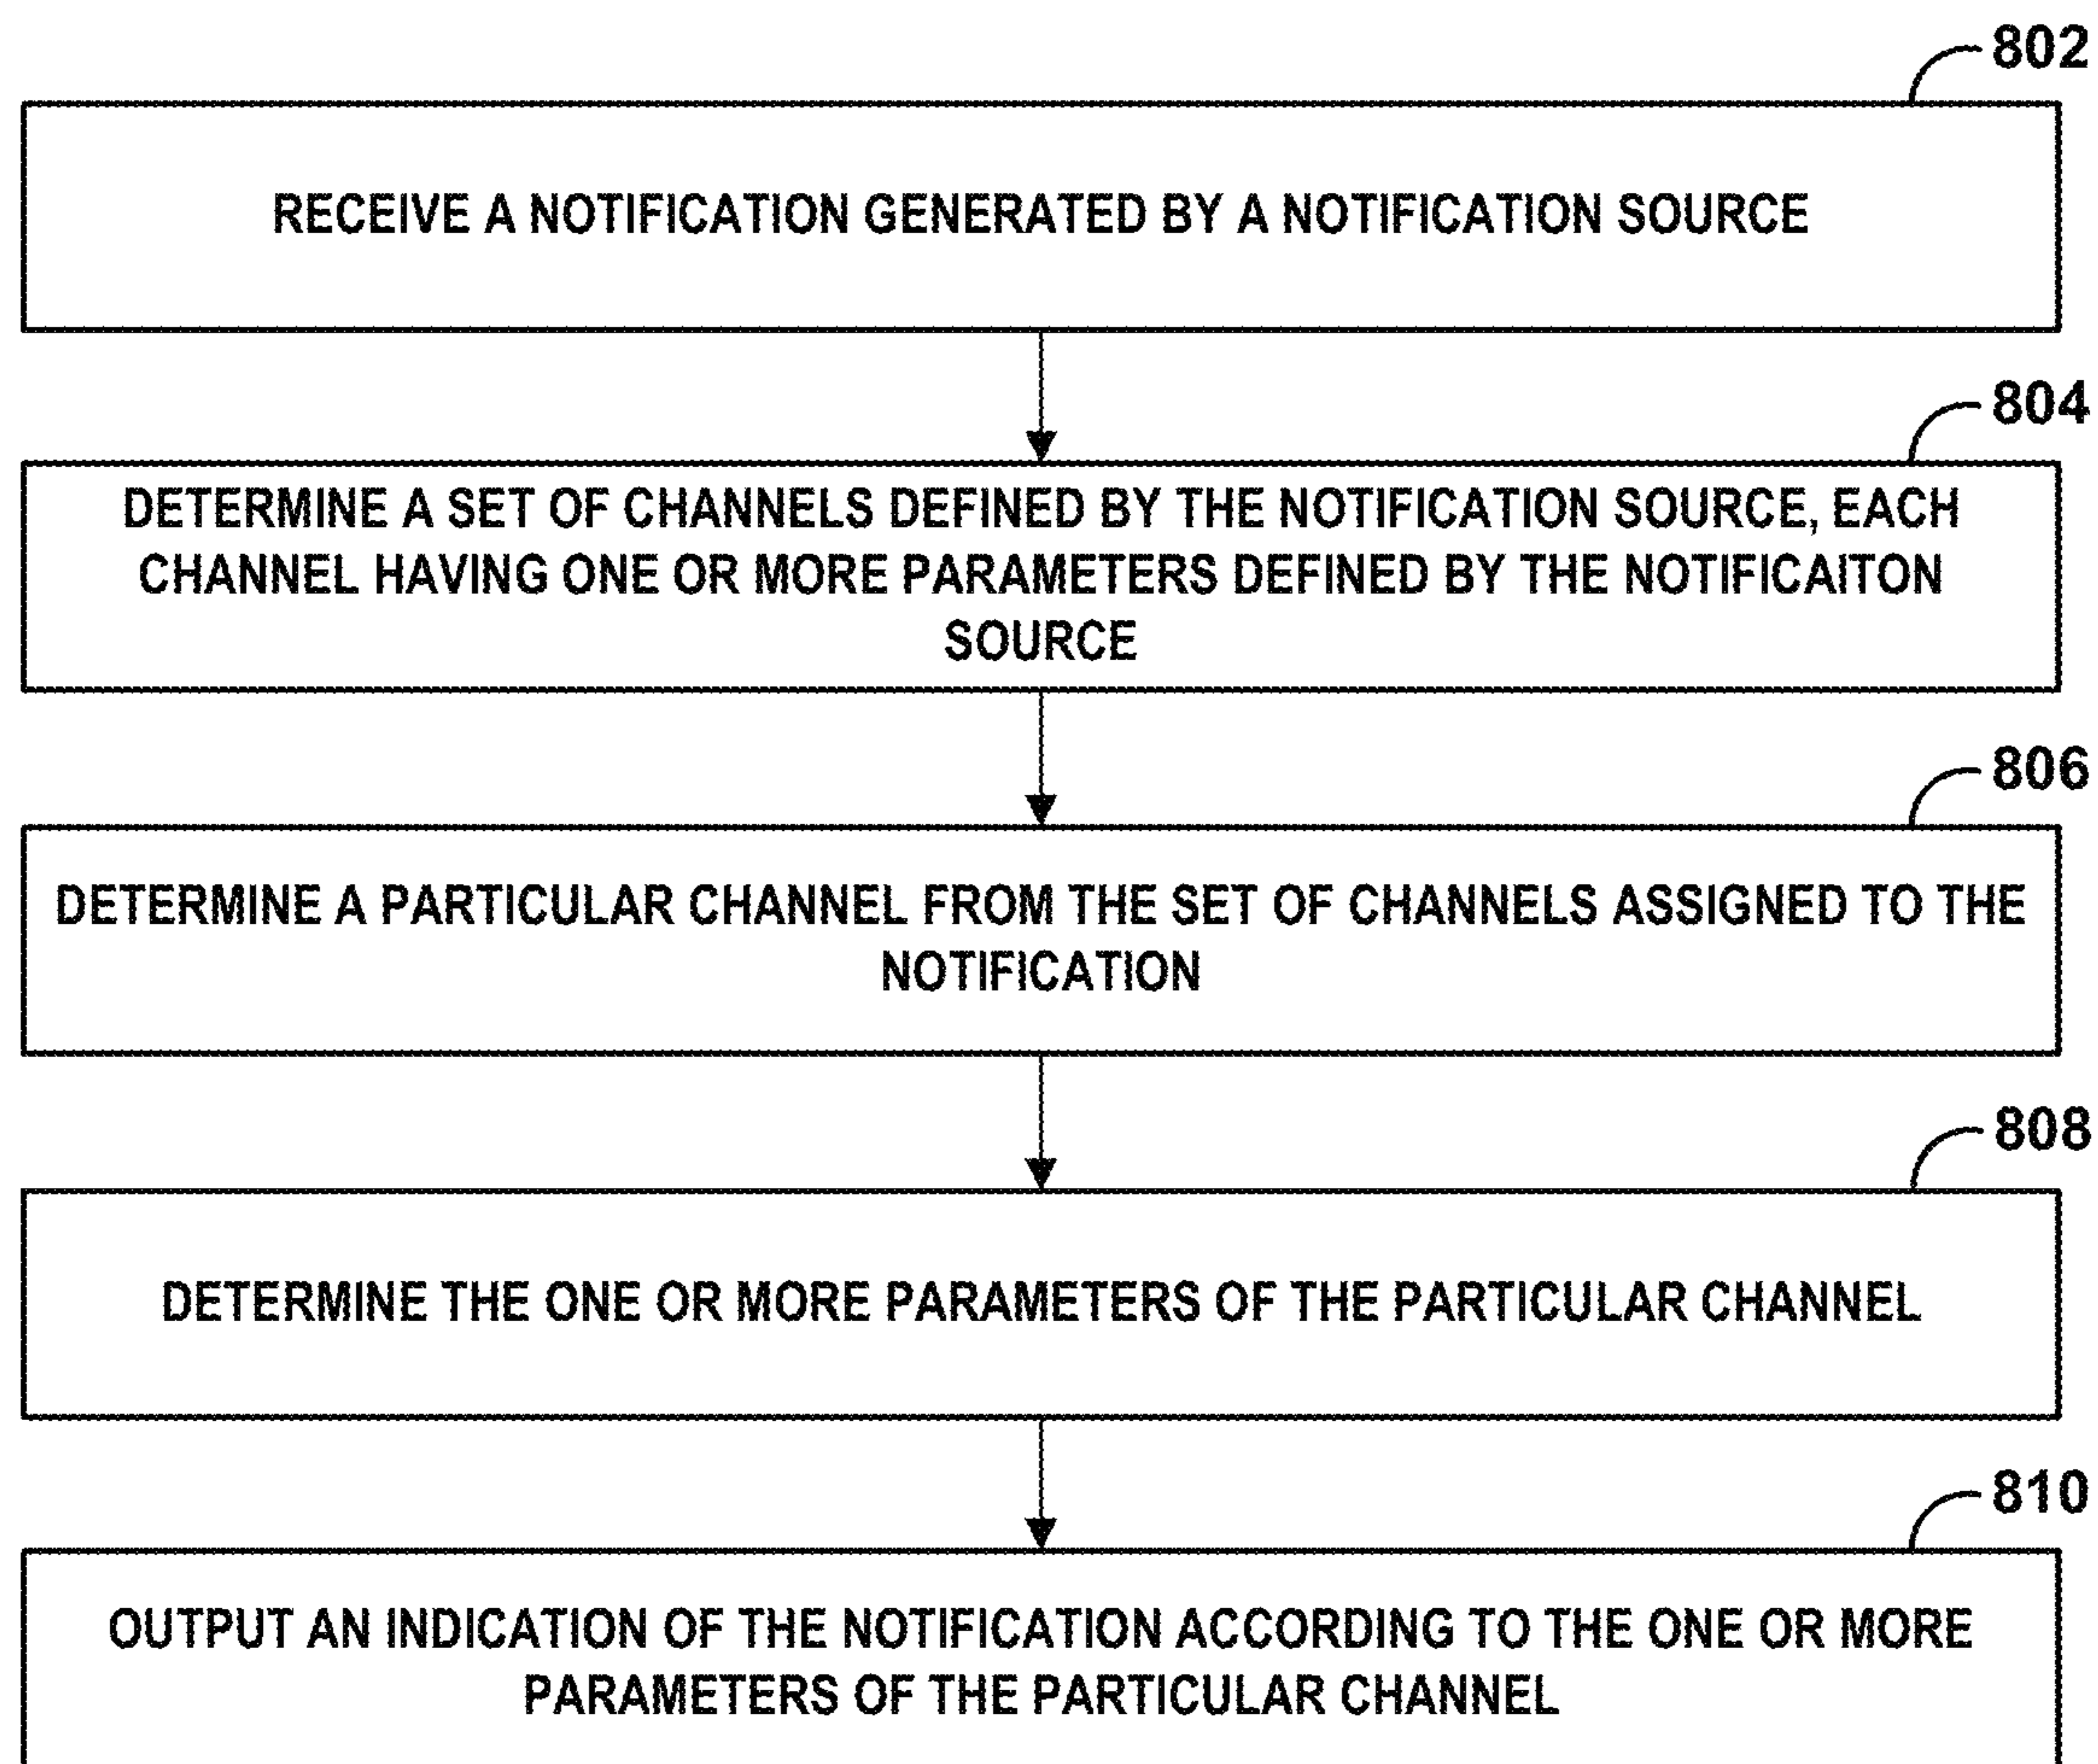 802
RECEIVE A NOTIFICATION GENERATED BY A NOTIFICATION SOURCE
804
DETERMINE A SET OF CHANNELS DEFINED BY THE NOTIFICATION SOURCE, EACH
CHANNEL HAVING ONE OR MORE PARAMETERS DEFINED BY THE NOTIFICAITON
SOURCE
806
DETERMINE A PARTICULAR CHANNEL FROM THE SET OF CHANNELS ASSIGNED TO THE
NOTIFICATION
808
DETERMINE THE ONE OR MORE PARAMETERS OF THE PARTICULAR CHANNEL
810
OUTPUT AN INDICATION OF THE NOTIFICATION ACCORDING TO THE ONE OR MORE
PARAMETERS OF THE PARTICULAR CHANNEL